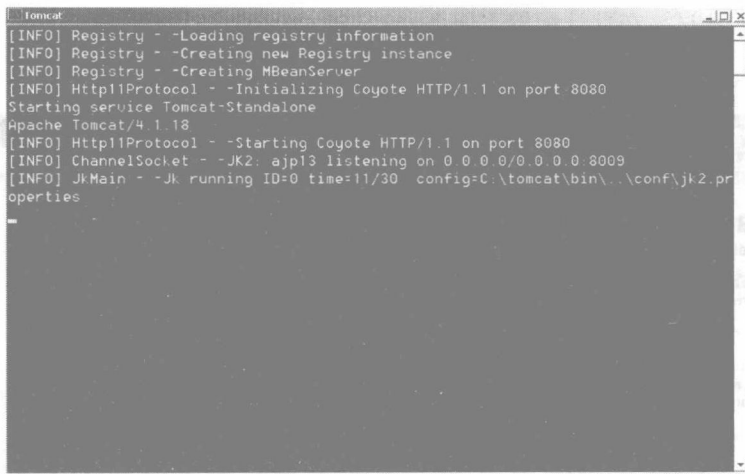 Tomcat
[INFO] Registry - -Loading registry information
[INFO] Registry - -Creating new Registry instance
[INFO] Registry - -Creating MBeanServer
[INFO] Http11Protocol - -Initializing Coyote HTTP/1.1 on port 8080
Starting service Tomcat-Standalone
Apache Tomcat/4.1.18
[INFO] Http11Protocol - -Starting Coyote HTTP/1.1 on port 8080
[INFO] ChannelSocket - -JK2: ajp13 listening on 0.0.0.0/0.0.0.0:8009
[INFO] JkMain - -Jk running ID=0 time=11/30  config=C:\tomcat\bin\..\conf\jk2.pr
operties